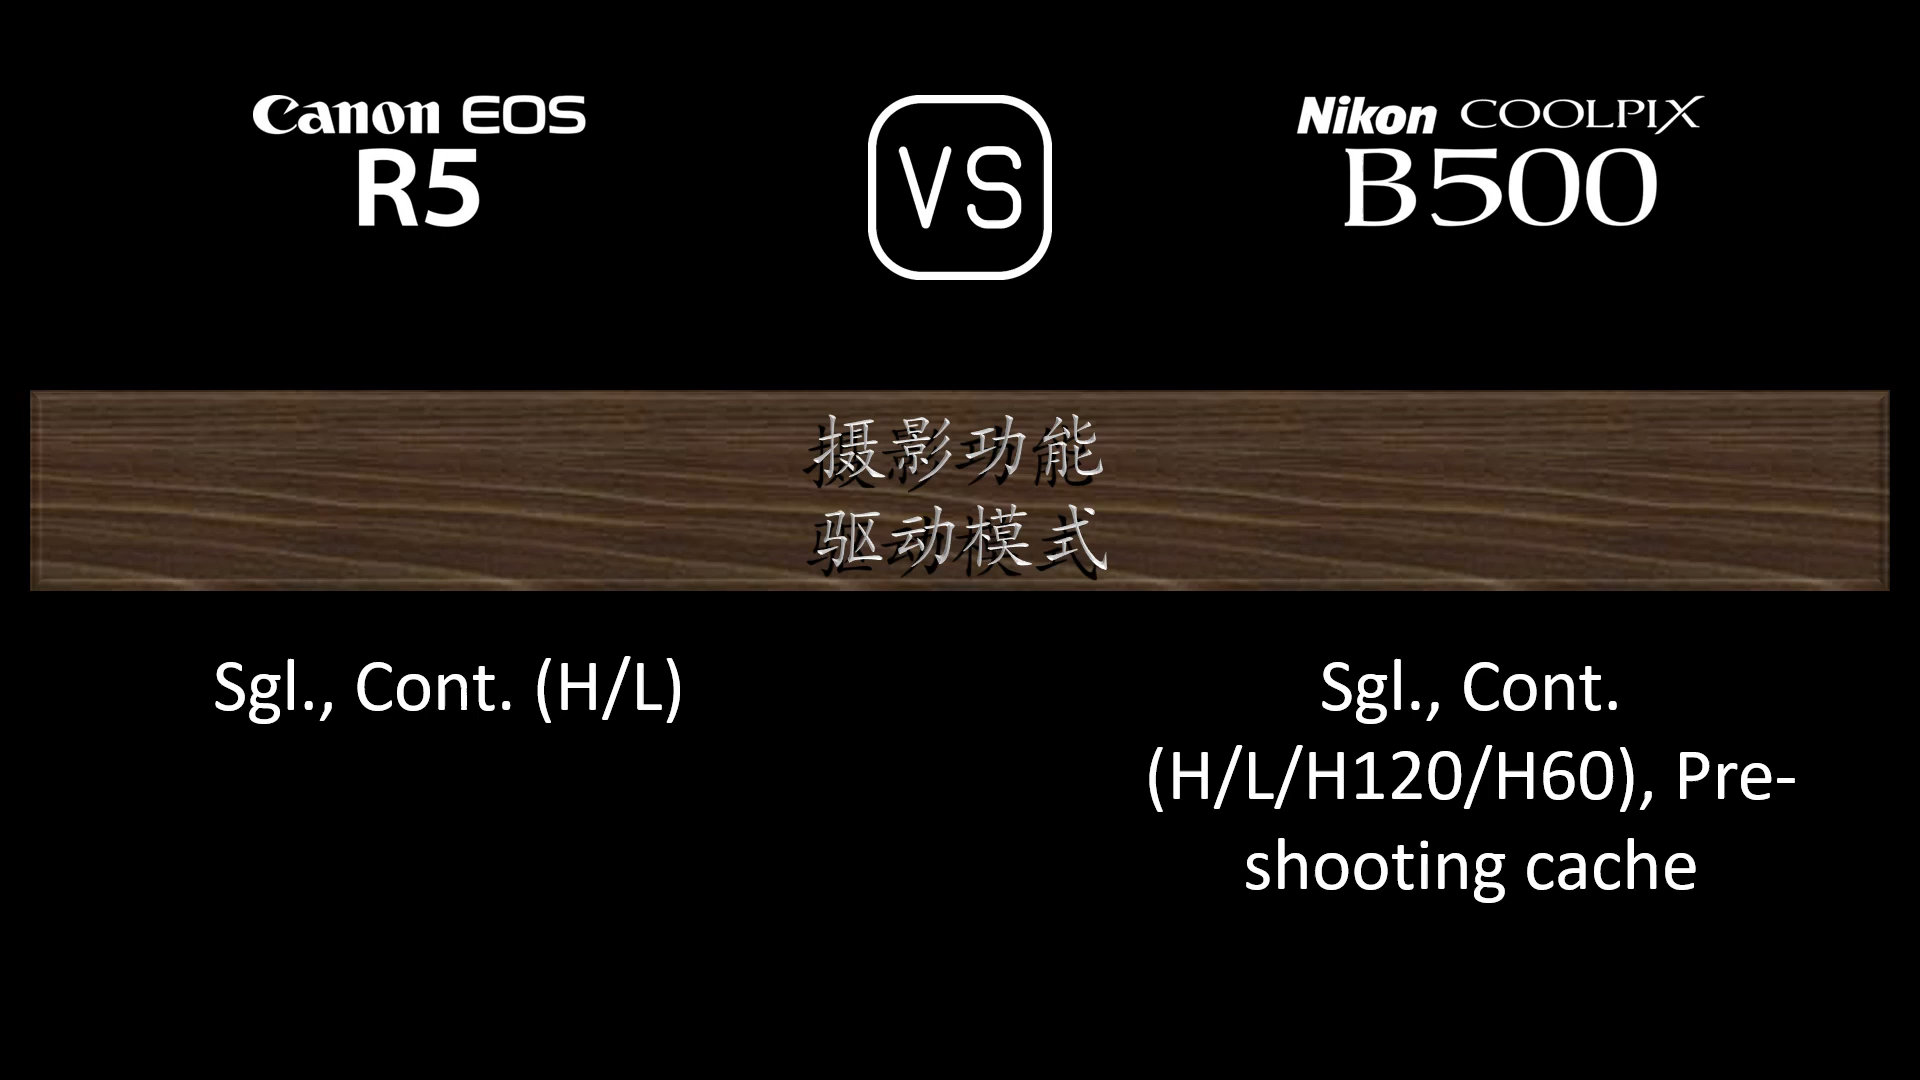 Canon EOS
R5
VS
Nikon COOLPIX
B500
摄影功能
驱动模式
Sgl., Cont. (H/L)
Sgl., Cont.
(H/L/H120/H60), Pre-
shooting cache